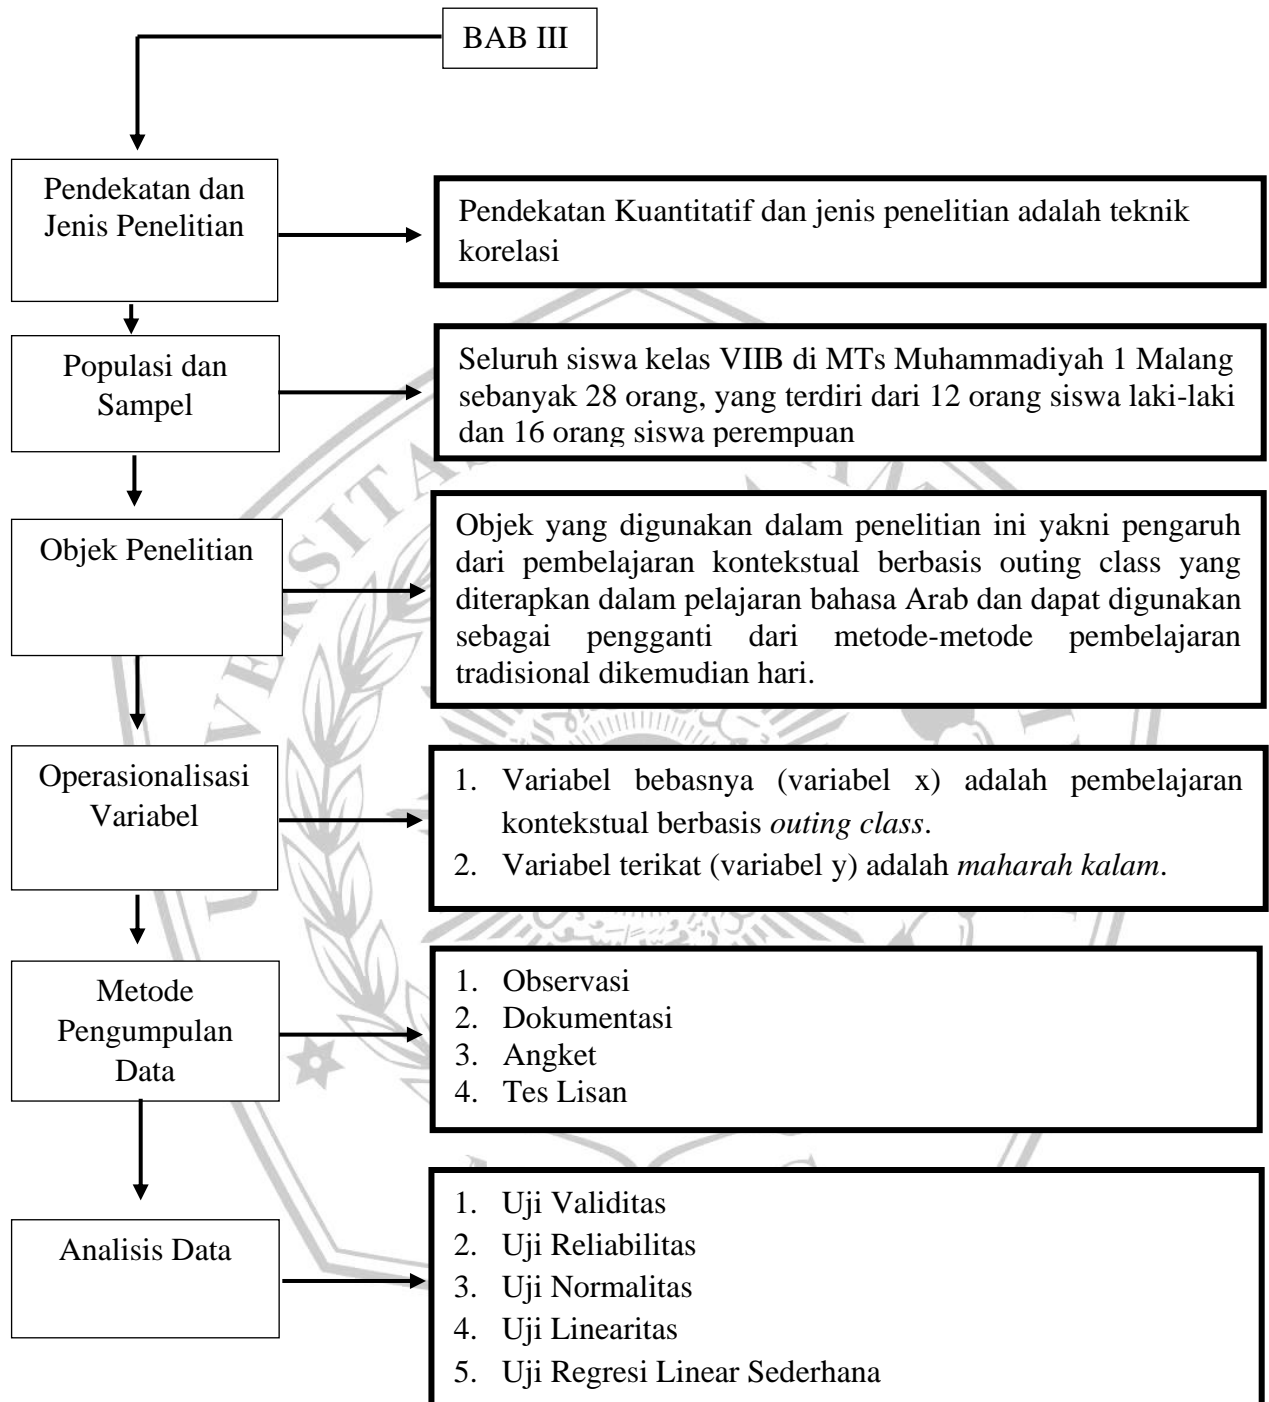 BAB III
Pendekatan dan
Jenis Penelitian
Pendekatan Kuantitatif dan jenis penelitian adalah teknik
korelasi
Populasi dan
Sampel
Seluruh siswa kelas VIIB di MTs Muhammadiyah 1 Malang
sebanyak 28 orang, yang terdiri dari 12 orang siswa laki-laki
dan 16 orang siswa perempuan
Objek Penelitian
Objek yang digunakan dalam penelitian ini yakni pengaruh
dari pembelajaran kontekstual berbasis outing class yang
diterapkan dalam pelajaran bahasa Arab dan dapat digunakan
sebagai pengganti dari metode-metode pembelajaran
tradisional dikemudian hari.
Operasionalisasi
Variabel
1. Variabel bebasnya (variabel x) adalah pembelajaran
kontekstual berbasis outing class.
2. Variabel terikat (variabel y) adalah maharah kalam.
Metode
Pengumpulan
Data
1. Observasi
2. Dokumentasi
3. Angket
4. Tes Lisan
Analisis Data
1. Uji Validitas
2. Uji Reliabilitas
3. Uji Normalitas
4. Uji Linearitas
5. Uji Regresi Linear Sederhana